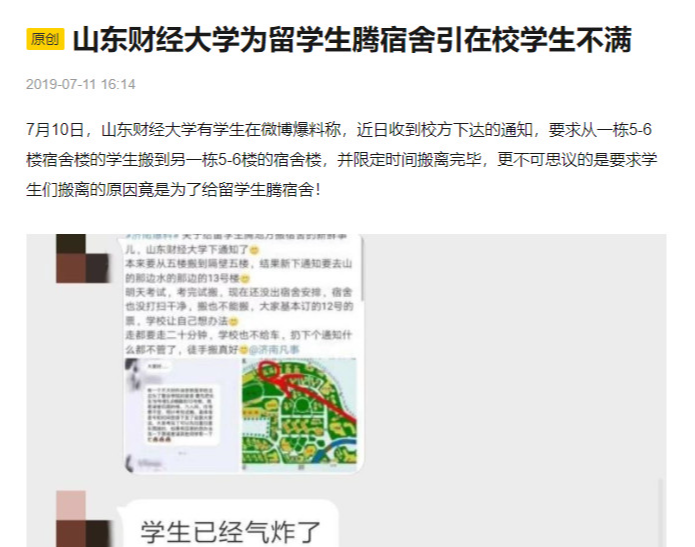 原创 山东财经大学为留学生腾宿舍引在校学生不满
2019-07-11 16:14
7月10日，山东财经大学有学生在微博爆料称，近日收到校方下达的通知，要求从一栋5-6
楼宿舍楼的学生搬到另一栋5-6楼的宿舍楼，并限定时间搬离完毕，更不可思议的是要求学
生们搬离的原因竟是为了给留学生腾宿舍！
儿，山东财经大学下通知了
本来要从五楼搬到隔壁五楼，结果新下通知要去山
的那边水的那边的13号楼
明天考试，考完试搬，现在还没出宿舍安排，宿舍
也没打扫干净，搬也不能搬，大家基本订的12号的
票，学校让自己想办法
走都要走二十分钟，学校也不给车，扔下个通知什
么都不管了，徒手搬真好@济南凡事
学生已经气炸了